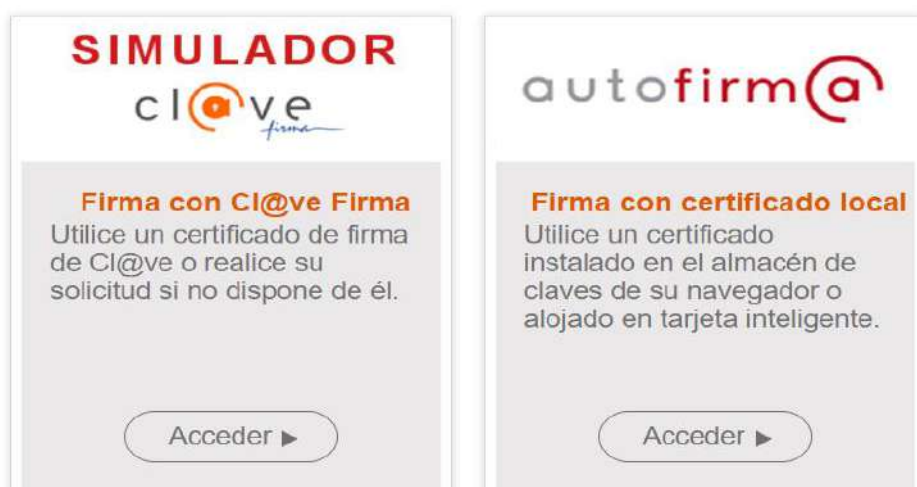 SIMULADOR
cl@ve
firma
Firma con Cl@ve Firma
Utilice un certificado de firma
de Cl@ve o realice su
solicitud si no dispone de él.
Acceder ▶
autofirm@
Firma con certificado local
Utilice un certificado
instalado en el almacén de
claves de su navegador o
alojado en tarjeta inteligente.
Acceder ▶